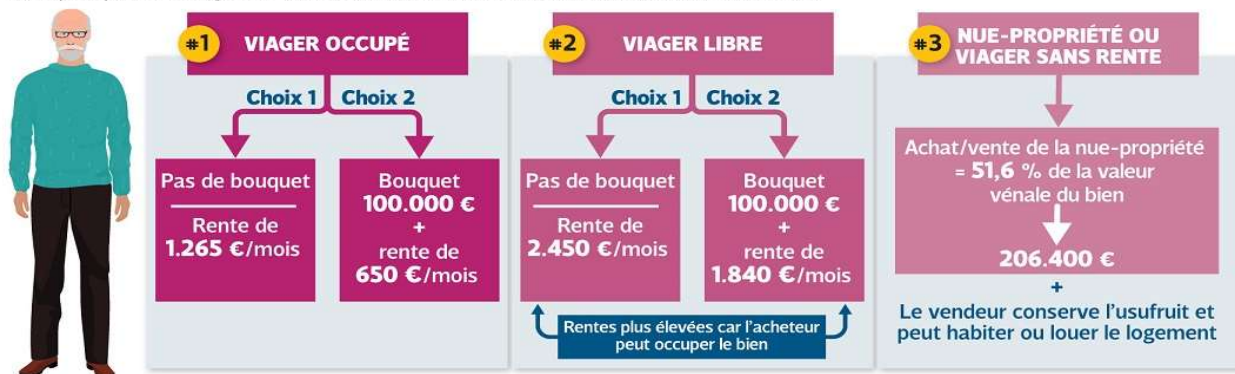 #1
VIAGER OCCUPÉ
Choix 1
Choix 2
Pas de bouquet
Rente de
1.265 €/mois
Bouquet
100.000 €
+
rente de
650 €/mois
#2
VIAGER LIBRE
Choix 1
Choix 2
Pas de bouquet
Rente de
2.450 €/mois
Bouquet
100.000 €
+
rente de
1.840 €/mois
Rentes plus élevées car l'acheteur
peut occuper le bien
#3
NUE-PROPRIÉTÉ OU
VIAGER SANS RENTE
Achat/vente de la nue-propriété
= 51,6 % de la valeur
vénale du bien
206.400 €
+
Le vendeur conserve l'usufruit et
peut habiter ou louer le logement